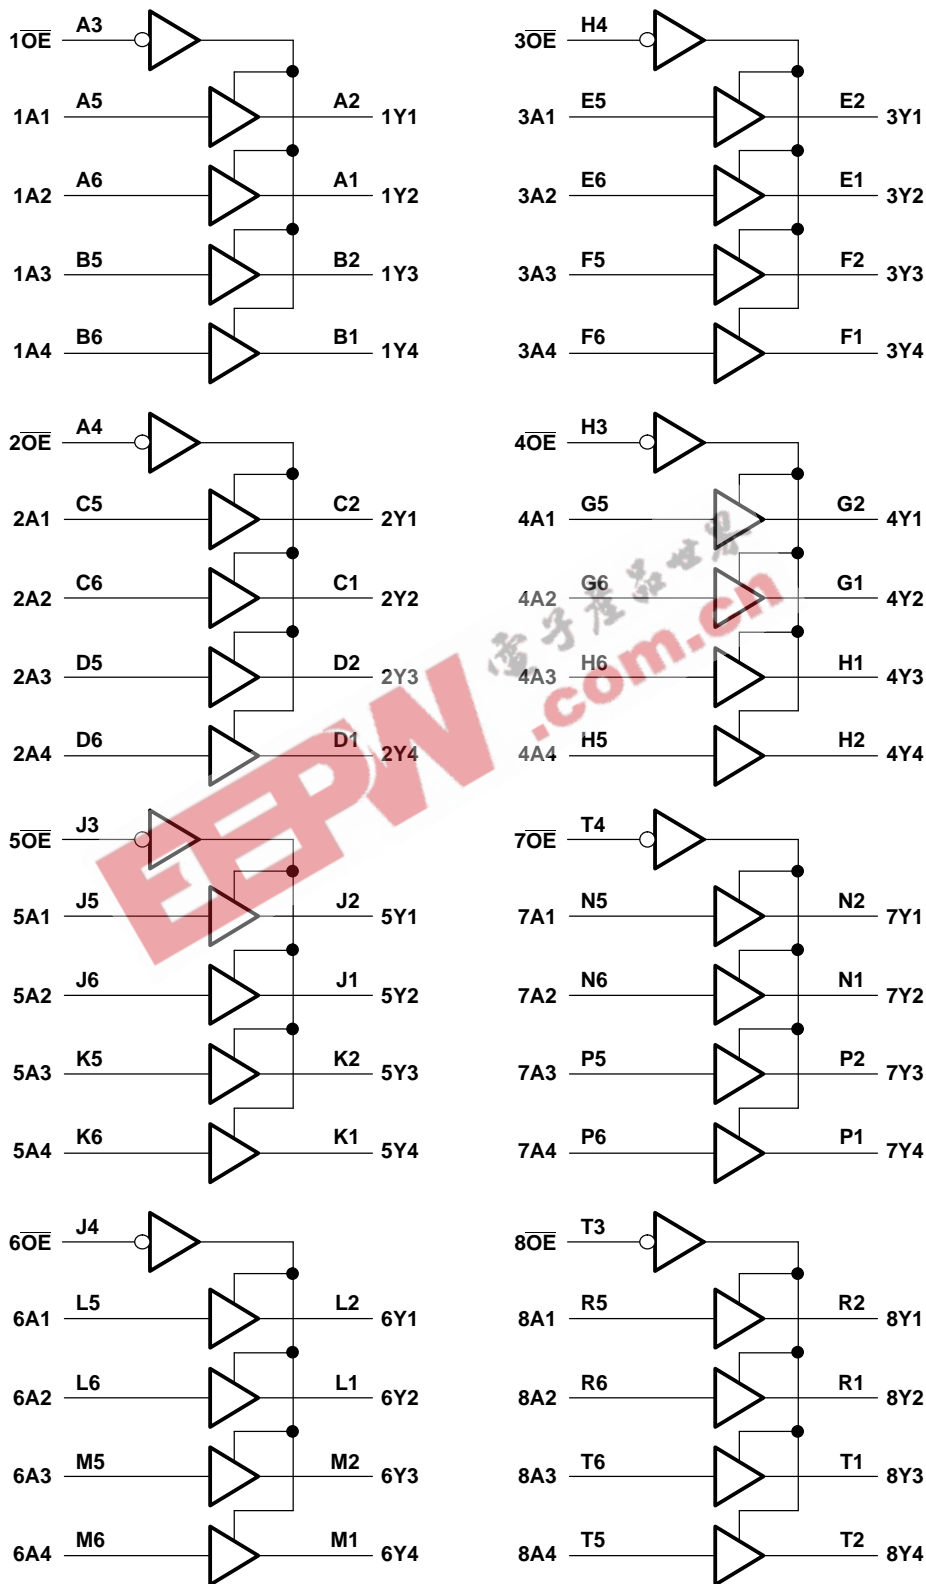 1OE A3
1A1 A5 A2 1Y1
1A2 A6 A1 1Y2
1A3 B5 B2 1Y3
1A4 B6 B1 1Y4
2OE A4
2A1 C5 C2 2Y1
2A2 C6 C1 2Y2
2A3 D5 D2 2Y3
2A4 D6 D1 2Y4
3OE H4
3A1 E5 E2 3Y1
3A2 E6 E1 3Y2
3A3 F5 F2 3Y3
3A4 F6 F1 3Y4
4OE H3
4A1 G5 G2 4Y1
4A2 G6 G1 4Y2
4A3 H6 H1 4Y3
4A4 H5 H2 4Y4
5OE J3
5A1 J5 J2 5Y1
5A2 J6 J1 5Y2
5A3 K5 K2 5Y3
5A4 K6 K1 5Y4
6OE J4
6A1 L5 L2 6Y1
6A2 L6 L1 6Y2
6A3 M5 M2 6Y3
6A4 M6 M1 6Y4
7OE T4
7A1 N5 N2 7Y1
7A2 N6 N1 7Y2
7A3 P5 P2 7Y3
7A4 P6 P1 7Y4
8OE T3
8A1 R5 R2 8Y1
8A2 R6 R1 8Y2
8A3 T6 T1 8Y3
8A4 T5 T2 8Y4
EEPW.com.cn
電子產品世界